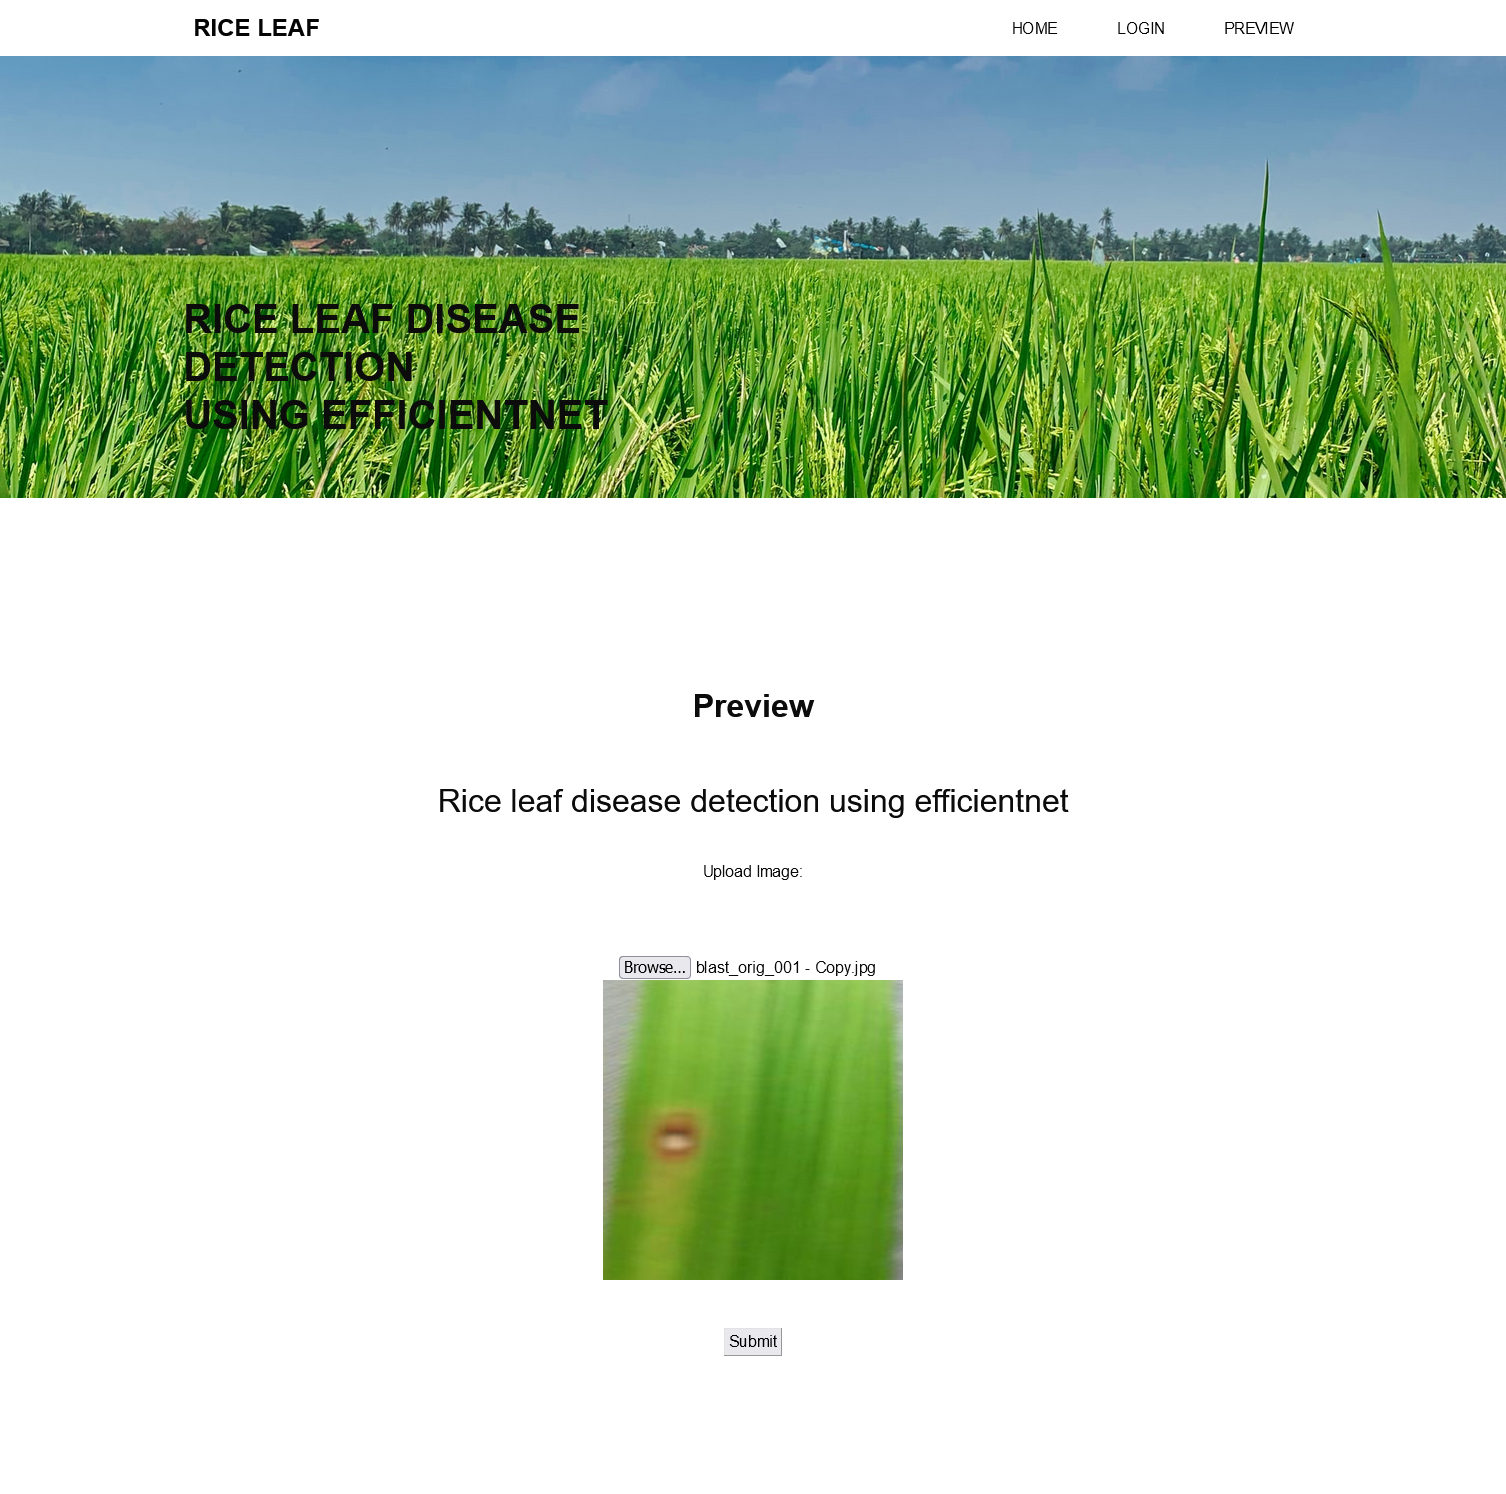 RICE LEAF
HOME LOGIN PREVIEW
RICE LEAF DISEASE
DETECTION
USING EFFICIENTNET
Preview
Rice leaf disease detection using efficientnet
Upload Image:
Browse... blast_orig_001 - Copy.jpg
Submit